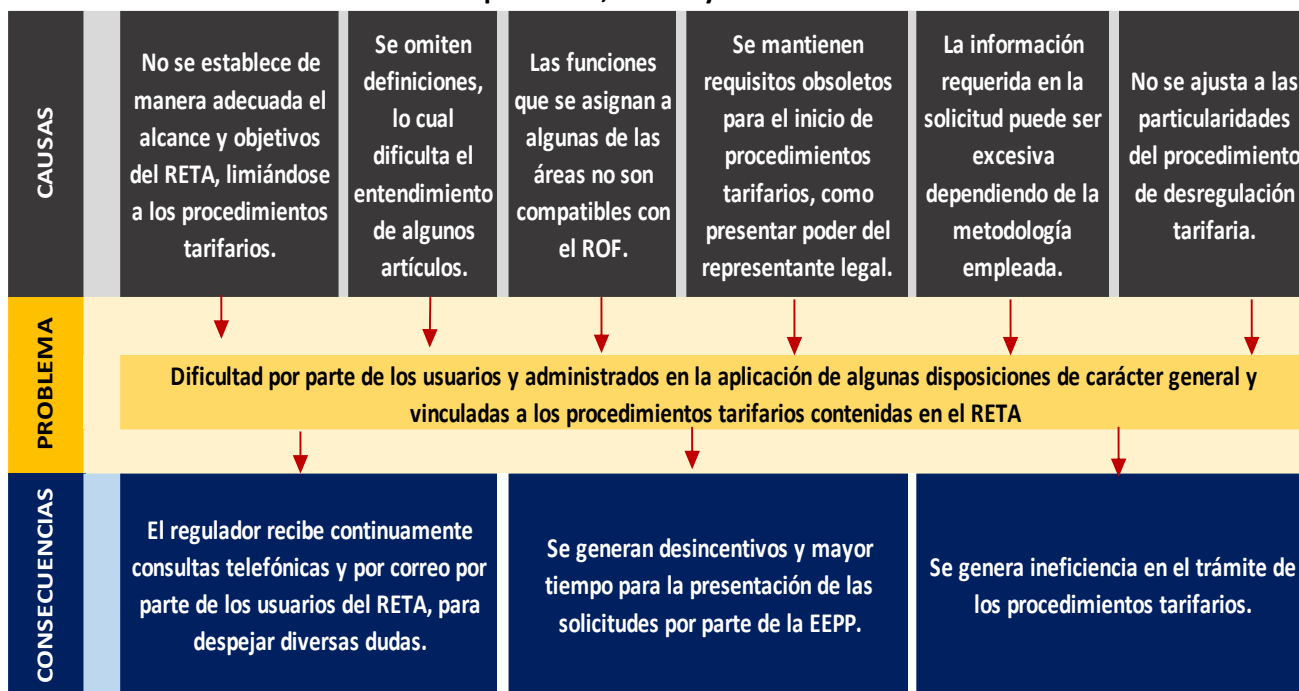 CAUSAS
No se establece de
manera adecuada el
alcance y objetivos
del RETA, limiándose
a los procedimientos
tarifarios.
Se omiten
definiciones,
lo cual
dificulta el
entendimiento
de algunos
artículos.
Las funciones
que se asignan a
algunas de las
áreas no son
compatibles con
el ROF.
Se mantienen
requisitos obsoletos
para el inicio de
procedimientos
tarifarios, como
presentar poder del
representante legal.
La información
requerida en la
solicitud puede ser
excesiva
dependiendo de la
metodología
empleada.
No se ajusta a las
particularidades
del procedimiento
de desregulación
tarifaria.
PROBLEMA
Dificultad por parte de los usuarios y administrados en la aplicación de algunas disposiciones de carácter general y
vinculadas a los procedimientos tarifarios contenidas en el RETA
CONSECUENCIAS
El regulador recibe continuamente
consultas telefónicas y por correo por
parte de los usuarios del RETA, para
despejar diversas dudas.
Se generan desincentivos y mayor
tiempo para la presentación de las
solicitudes por parte de la EEPP.
Se genera ineficiencia en el trámite de
los procedimientos tarifarios.